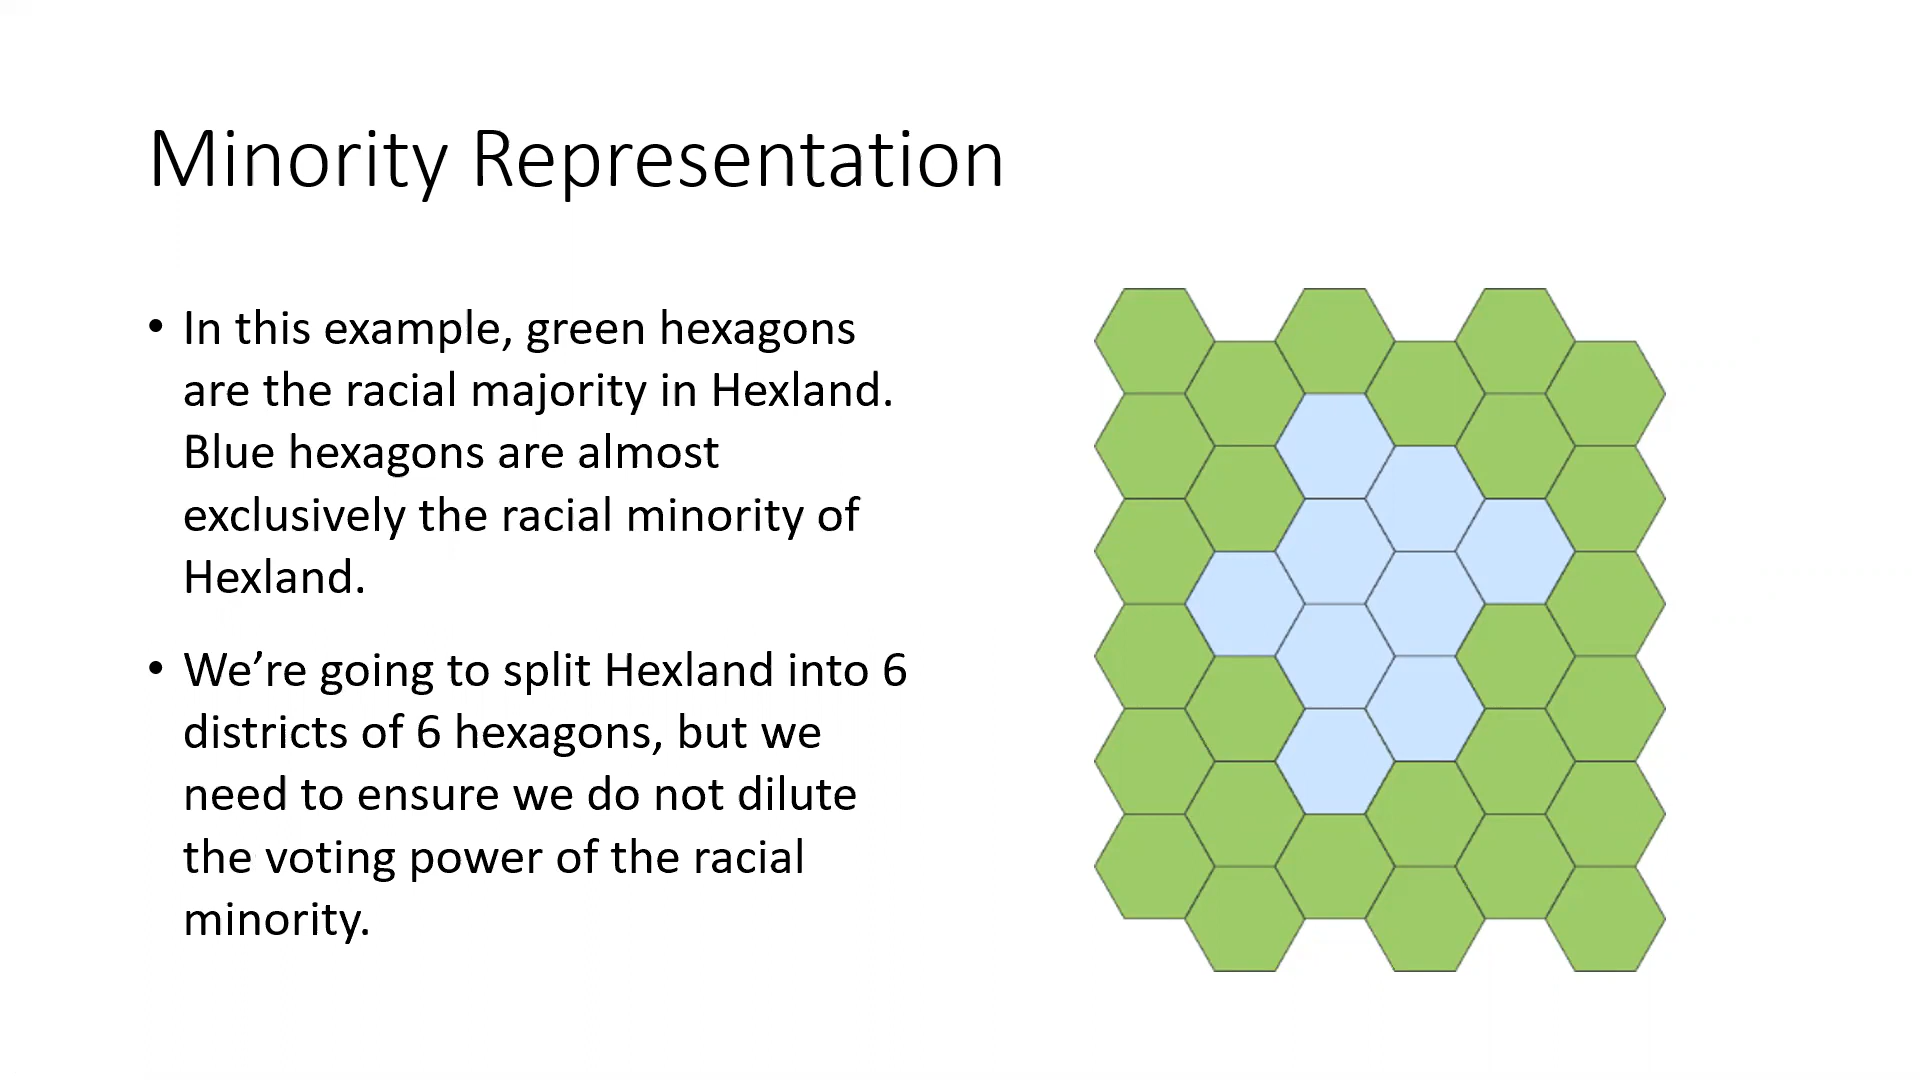 Minority Representation
• In this example, green hexagons
are the racial majority in Hexland.
Blue hexagons are almost
exclusively the racial minority of
Hexland.
• We’re going to split Hexland into 6
districts of 6 hexagons, but we
need to ensure we do not dilute
the voting power of the racial
minority.